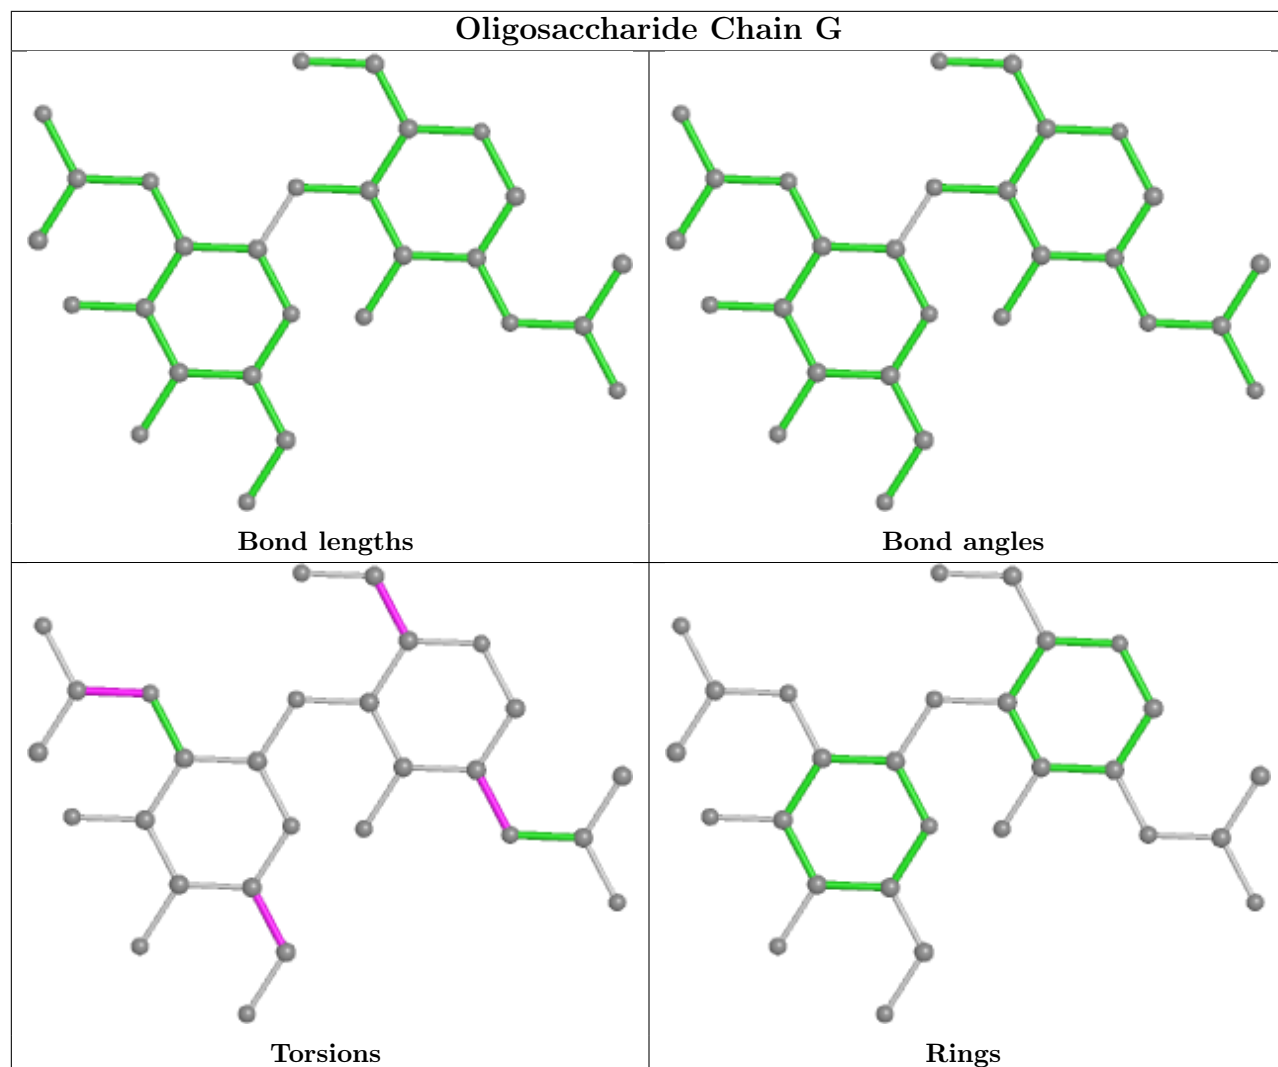 Oligosaccharide Chain G
Bond lengths
Bond angles
Torsions
Rings